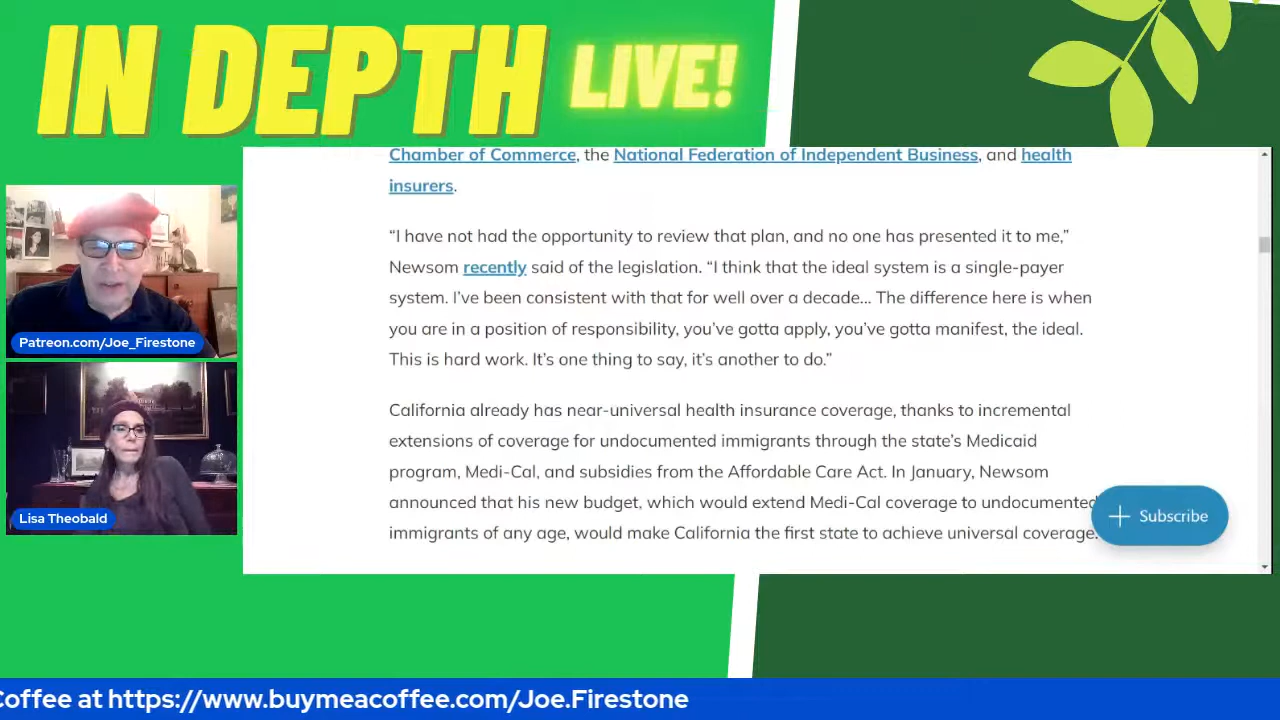 IN DEPTH LIVE!
Chamber of Commerce, the National Federation of Independent Business, and health
insurers.
“I have not had the opportunity to review that plan, and no one has presented it to me,”
Newsom recently said of the legislation. “I think that the ideal system is a single-payer
system. I’ve been consistent with that for well over a decade… The difference here is when
you are in a position of responsibility, you’ve gotta apply, you’ve gotta manifest, the ideal.
This is hard work. It’s one thing to say, it’s another to do.”
California already has near-universal health insurance coverage, thanks to incremental
extensions of coverage for undocumented immigrants through the state’s Medicaid
program, Medi-Cal, and subsidies from the Affordable Care Act. In January, Newsom
announced that his new budget, which would extend Medi-Cal coverage to undocumented
immigrants of any age, would make California the first state to achieve universal coverage.
+ Subscribe
Patreon.com/Joe_Firestone
Lisa Theobald
Coffee at https://www.buymeacoffee.com/Joe.Firestone